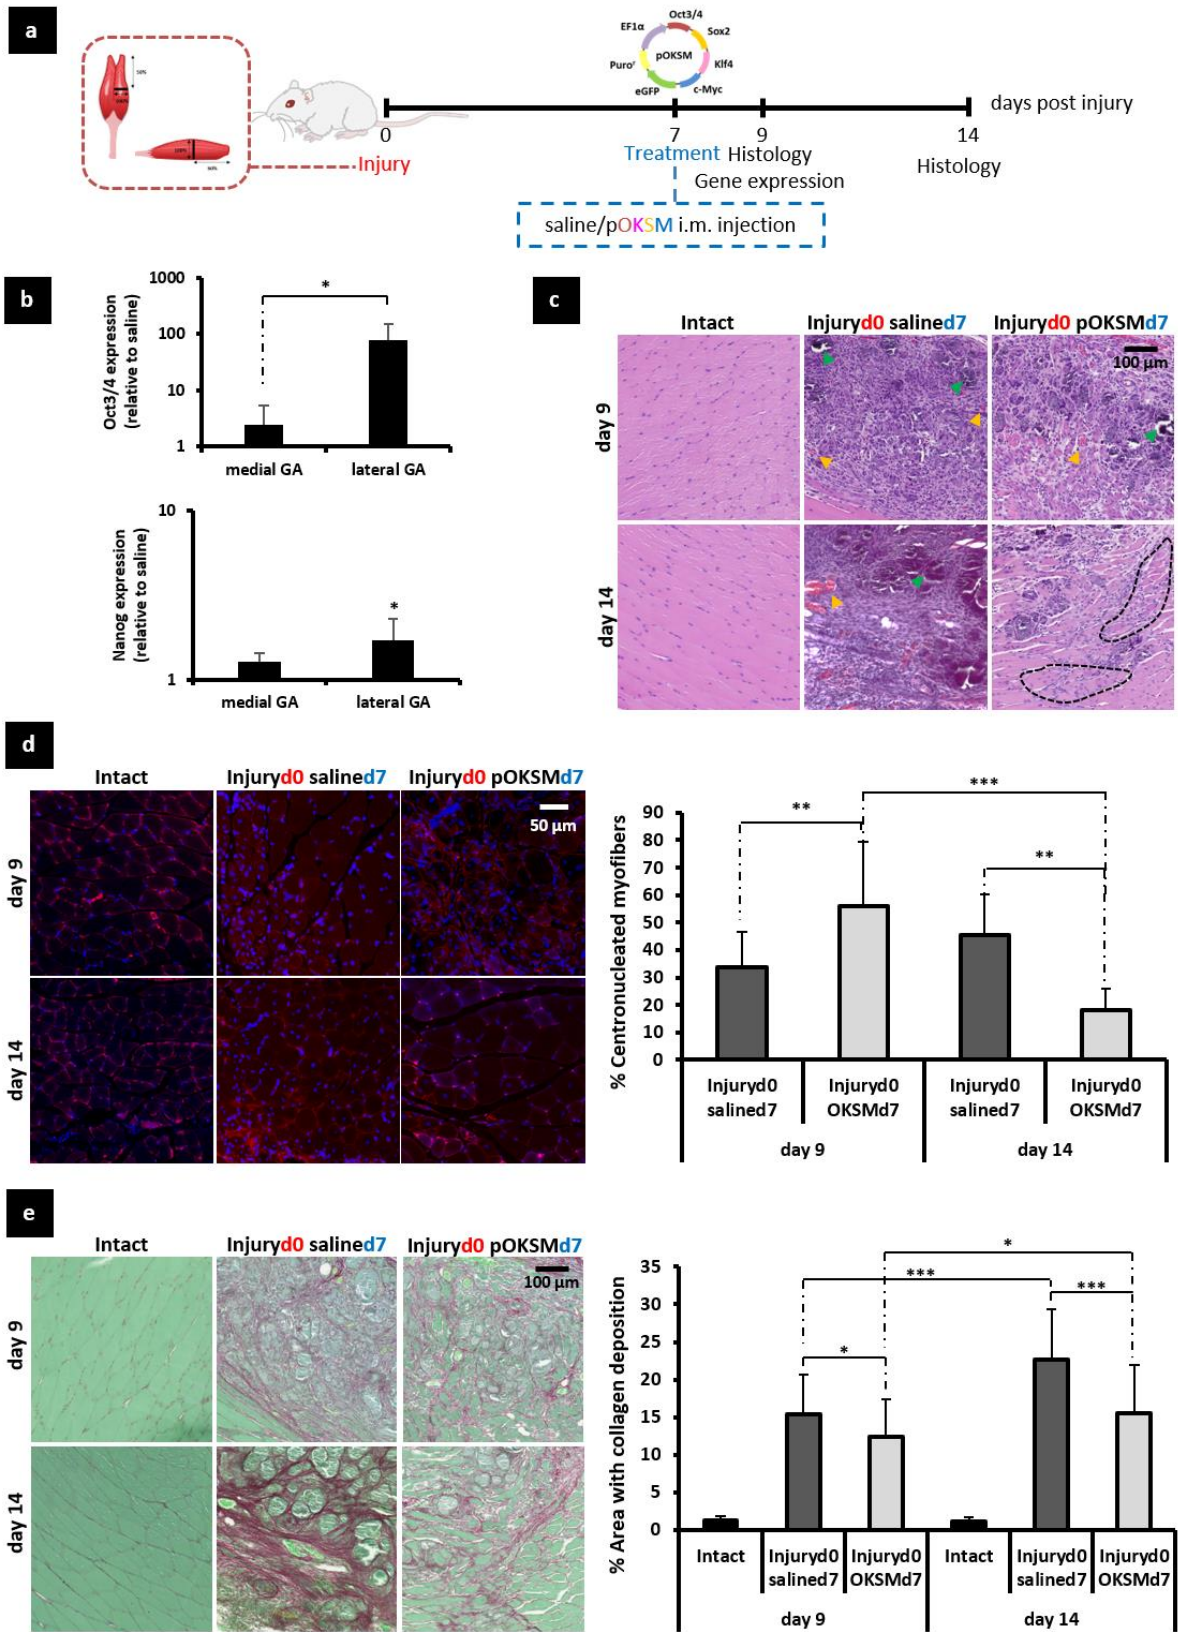 a
Oct3/4
EF1α
Sox2
pOKSM
Puroʳ
Klf4
eGFP
c-Myc
50%
100%
100%
50%
0
7
9
14
days post injury
Injury
Treatment
Histology
Gene expression
Histology
saline/pOKSM i.m. injection
b
Oct3/4 expression
(relative to saline)
1000
100
10
1
*
medial GA
lateral GA
Nanog expression
(relative to saline)
10
1
*
medial GA
lateral GA
c
Intact
Injuryd0 salined7
Injuryd0 pOKSMd7
100 µm
day 9
day 14
d
Intact
Injuryd0 salined7
Injuryd0 pOKSMd7
50 µm
day 9
day 14
% Centronucleated myofibers
90
80
70
60
50
40
30
20
10
0
**
***
**
Injuryd0
salined7
Injuryd0
OKSMd7
Injuryd0
salined7
Injuryd0
OKSMd7
day 9
day 14
e
Intact
Injuryd0 salined7
Injuryd0 pOKSMd7
100 µm
day 9
day 14
% Area with collagen deposition
35
30
25
20
15
10
5
0
*
***
***
*
Intact
Injuryd0
salined7
Injuryd0
OKSMd7
Intact
Injuryd0
salined7
Injuryd0
OKSMd7
day 9
day 14